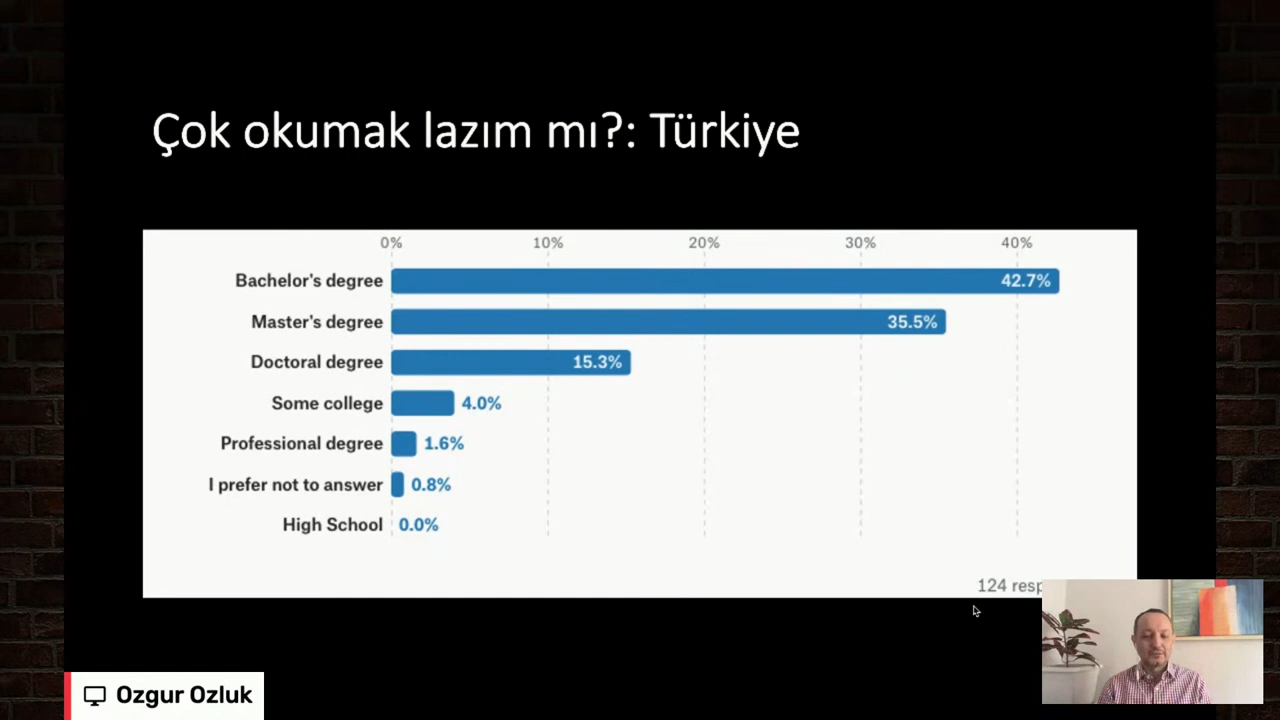 Çok okumak lazım mı?: Türkiye
0% 10% 20% 30% 40%
Bachelor's degree 42.7%
Master's degree 35.5%
Doctoral degree 15.3%
Some college 4.0%
Professional degree 1.6%
I prefer not to answer 0.8%
High School 0.0%
124
Ozgur Ozluk